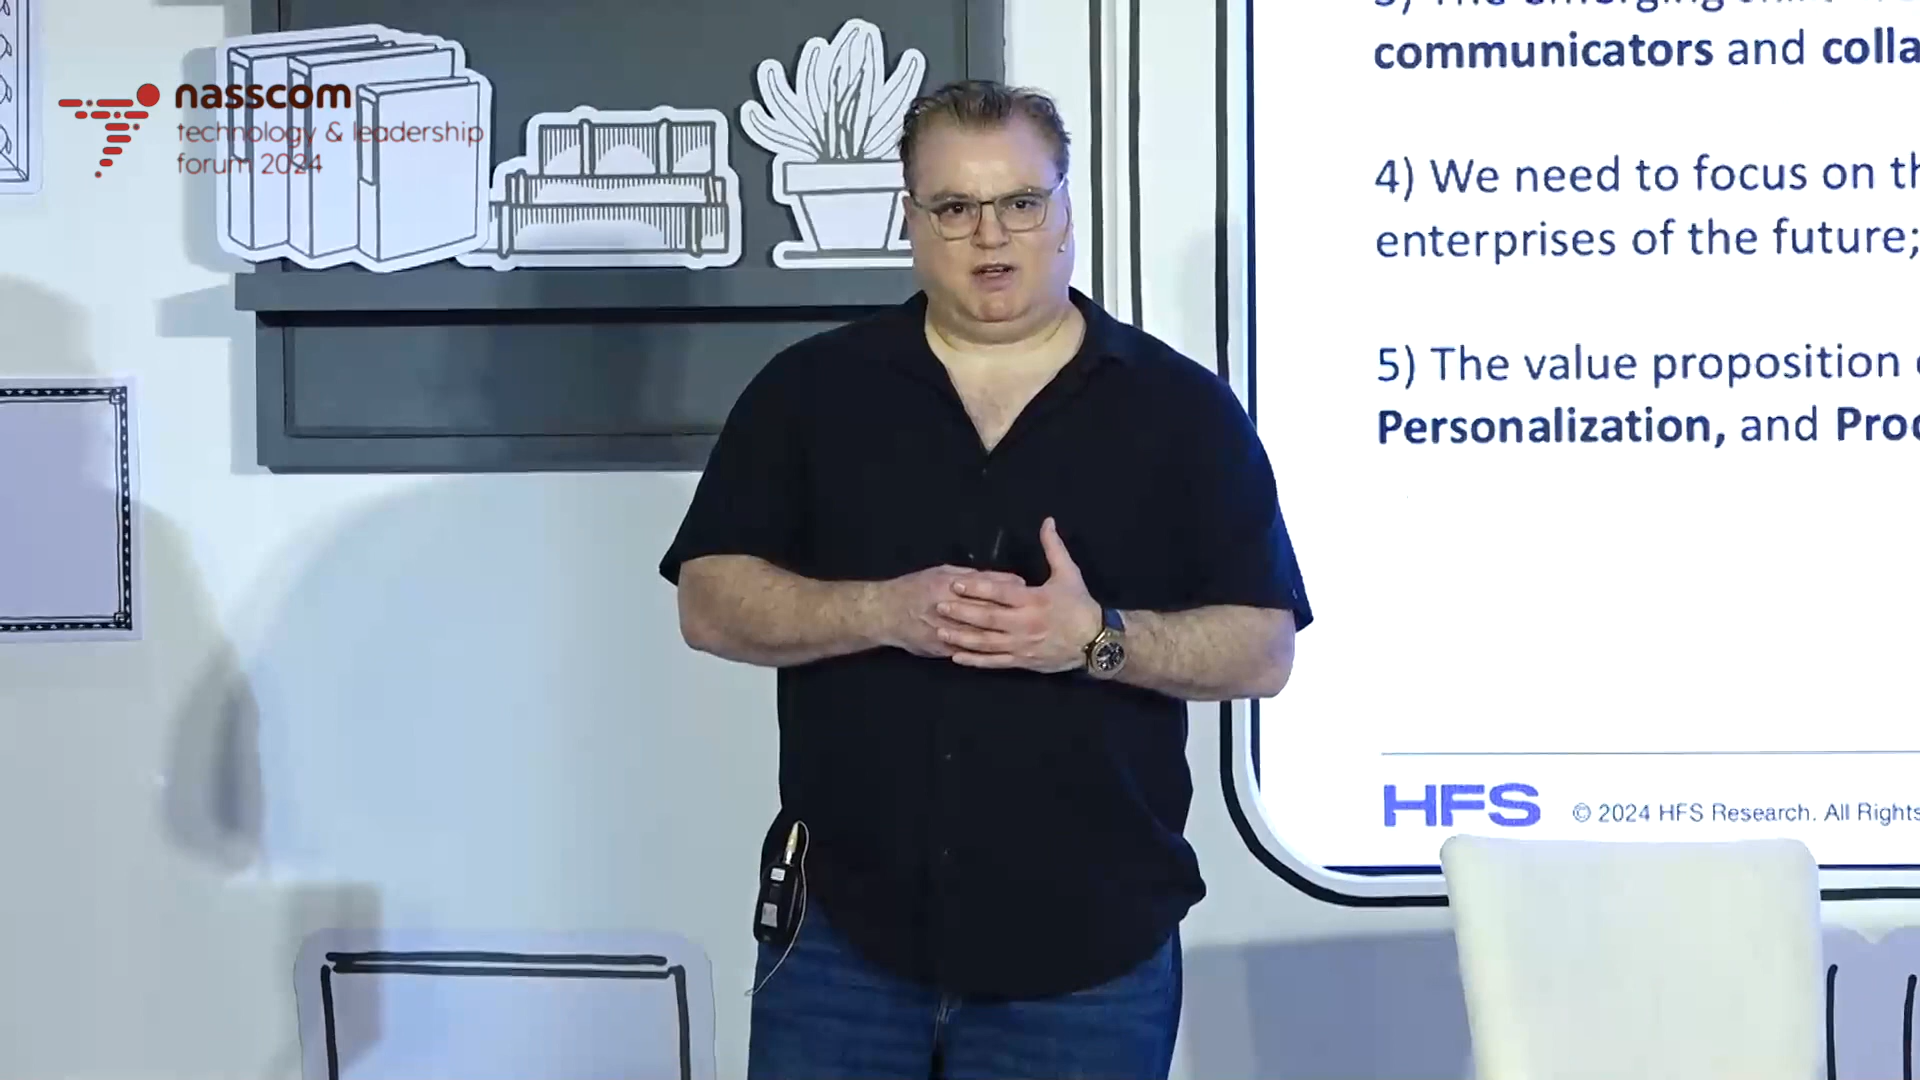 nasscom
technology & leadership
forum 2024
communicators and colla
4) We need to focus on th
enterprises of the future;
5) The value proposition
Personalization, and Proc
HFS © 2024 HFS Research. All Rights